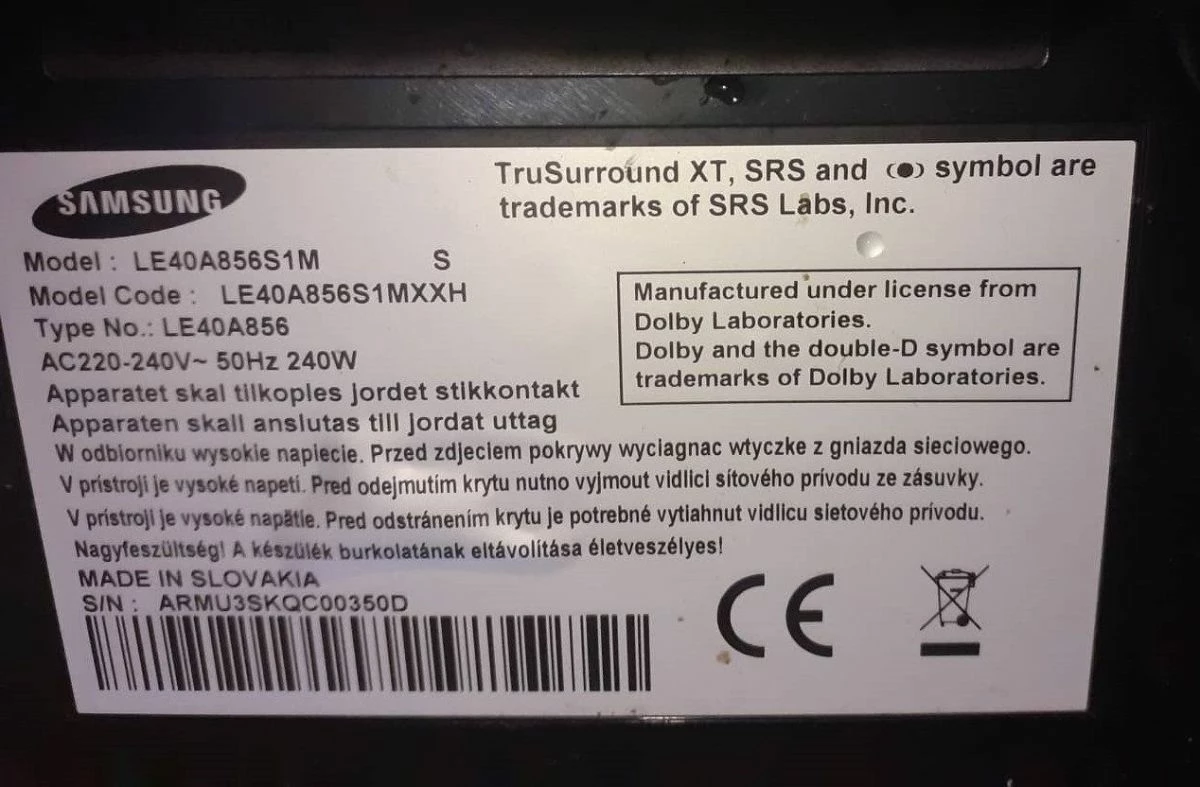 SAMSUNG
TruSurround XT, SRS and (●) symbol are
trademarks of SRS Labs, Inc.
Model : LE40A856S1M S
Model Code : LE40A856S1MXXH
Type No.: LE40A856
AC220-240V~ 50Hz 240W
Manufactured under license from
Dolby Laboratories.
Dolby and the double-D symbol are
trademarks of Dolby Laboratories.
Apparatet skal tilkoples jordet stikkontakt
Apparaten skall anslutas till jordat uttag
W odbiorniku wysokie napiecie. Przed zdjeciem pokrywy wyciagnac wtyczke z gniazda sieciowego.
V prístroji je vysoké napetí. Pred odejmutím krytu nutno vyjmout vidlici sítového prívodu ze zásuvky.
V prístroji je vysoké napätie. Pred odstránením krytu je potrebné vytiahnut vidlicu sietového prívodu.
Nagyfeszültség! A készülék burkolatának eltávolítása életveszélyes!
MADE IN SLOVAKIA
S/N : ARMU3SKQC00350D
CE